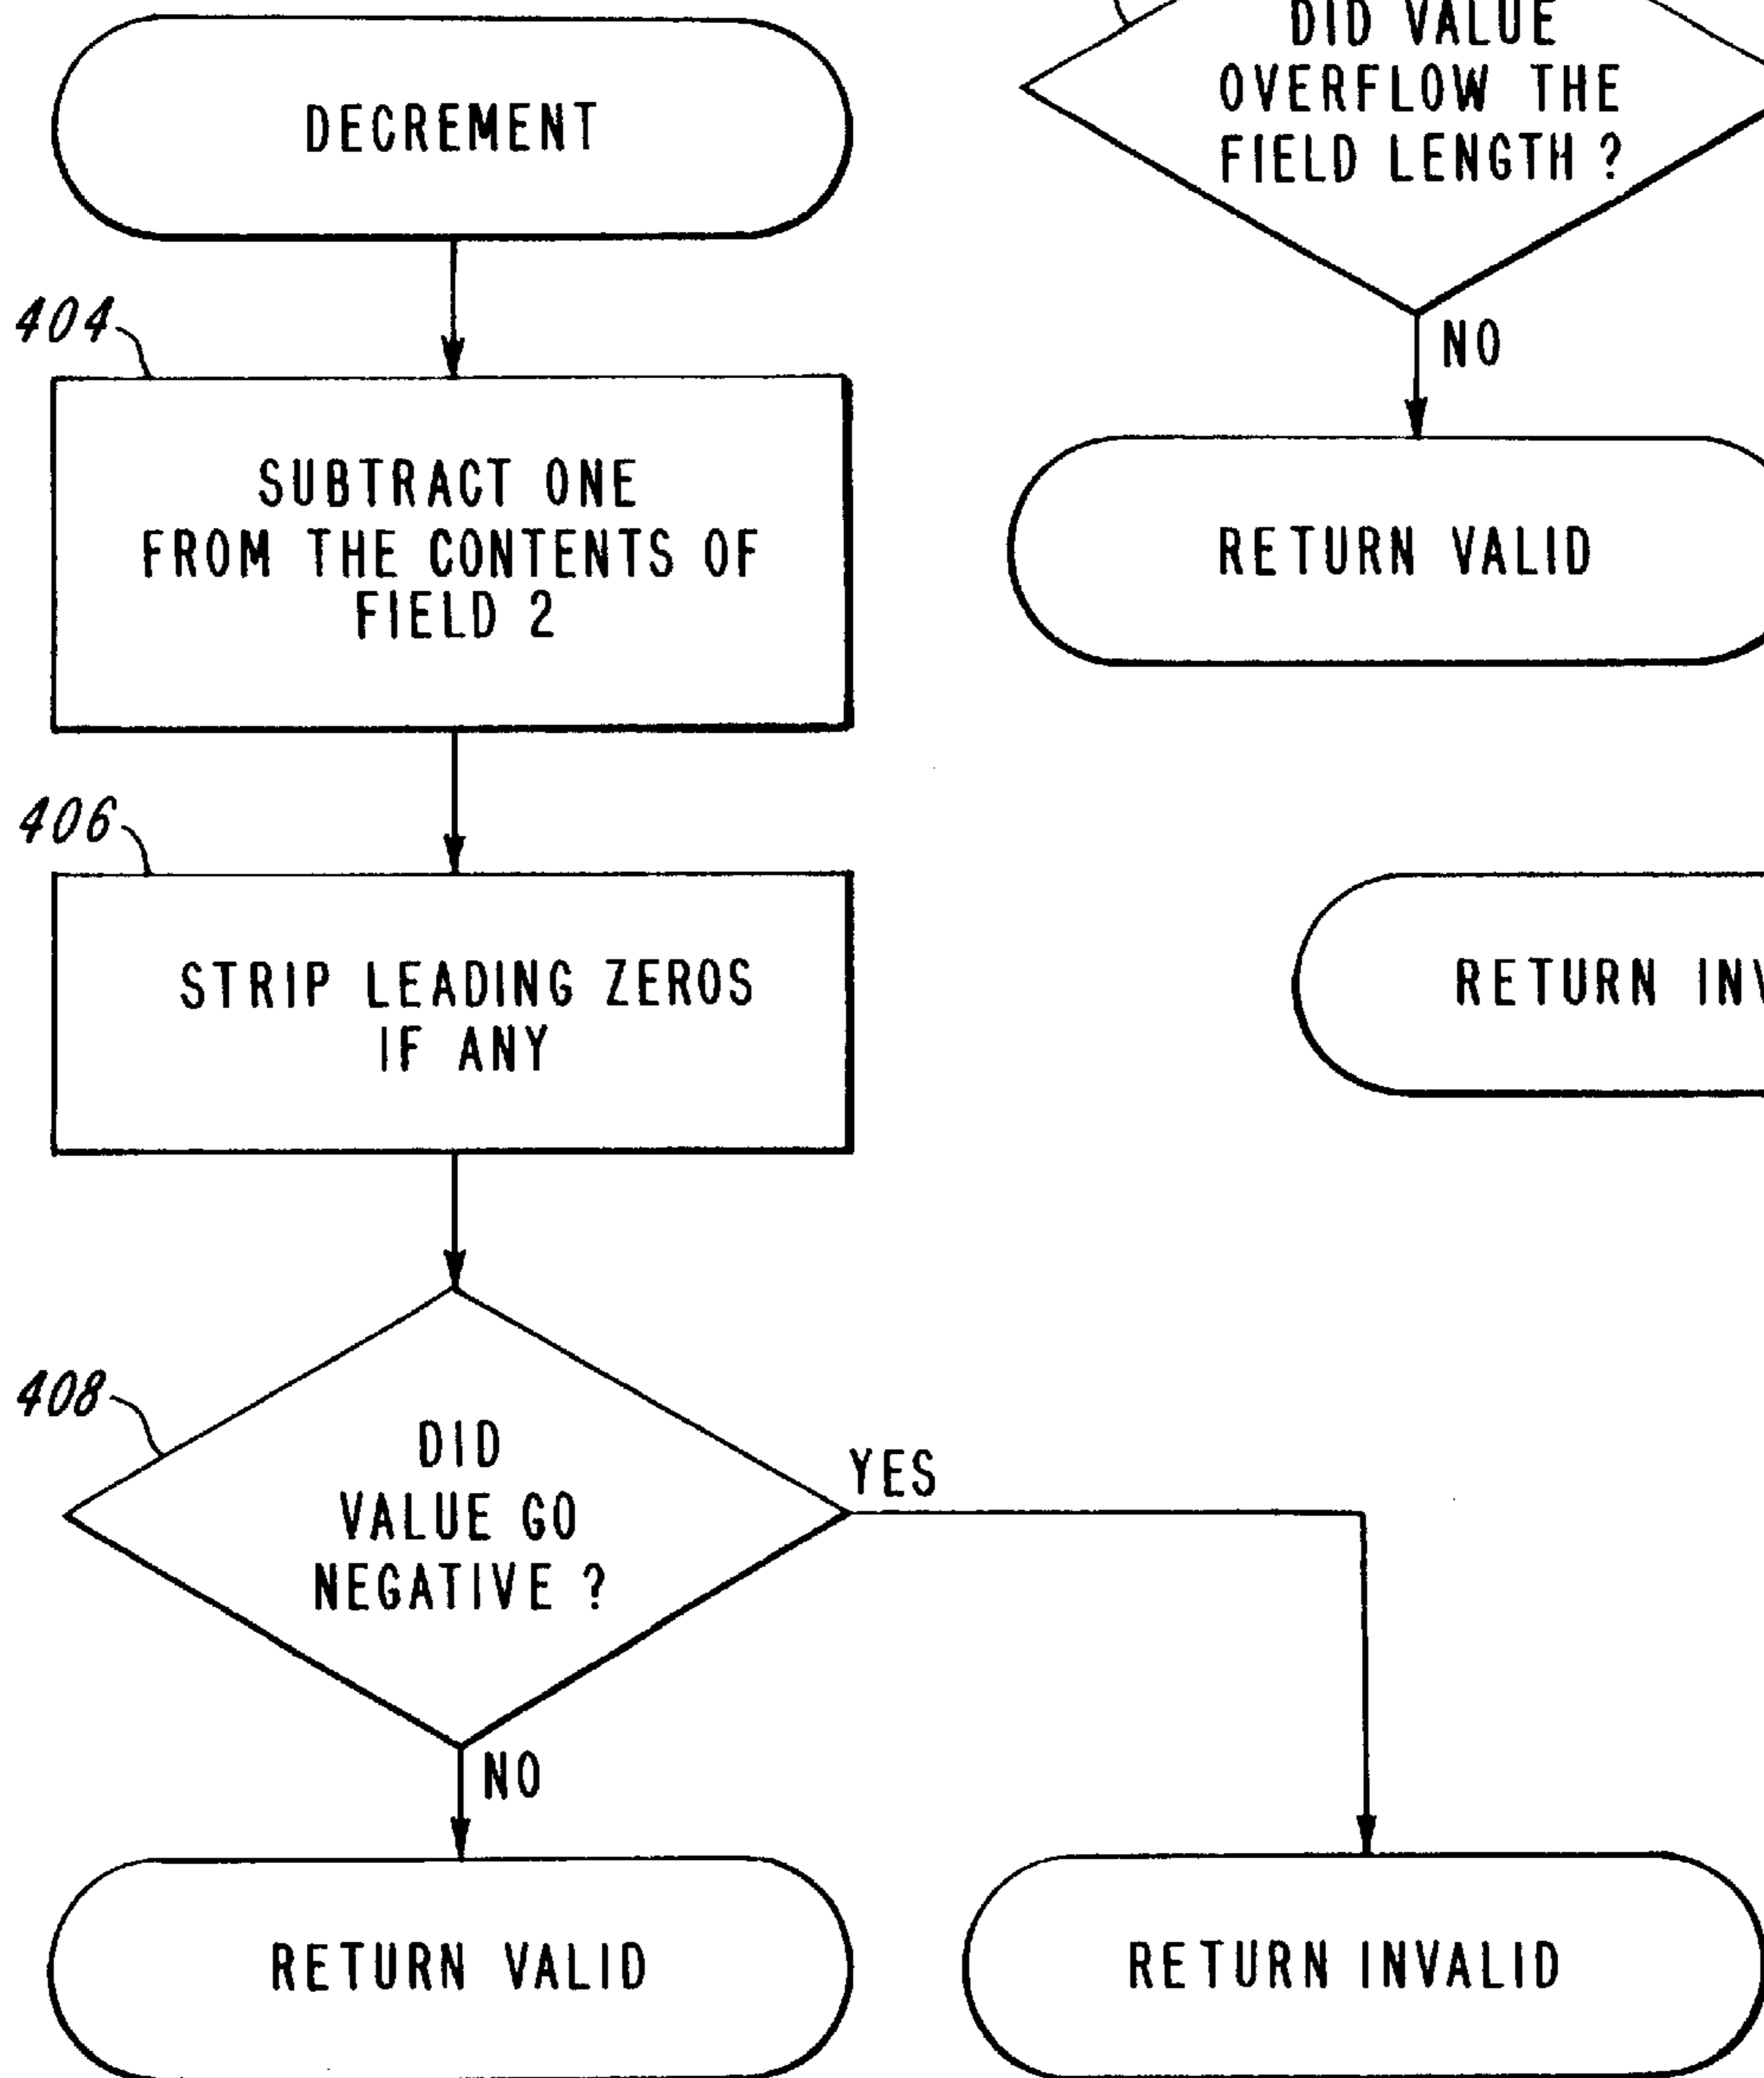 DECREMENT
404
SUBTRACT ONE
FROM THE CONTENTS OF
FIELD 2
406
STRIP LEADING ZEROS
IF ANY
408
DID
VALUE GO
NEGATIVE ?
YES
NO
RETURN VALID
RETURN INVALID
DID VALUE
OVERFLOW THE
FIELD LENGTH ?
NO
RETURN VALID
RETURN